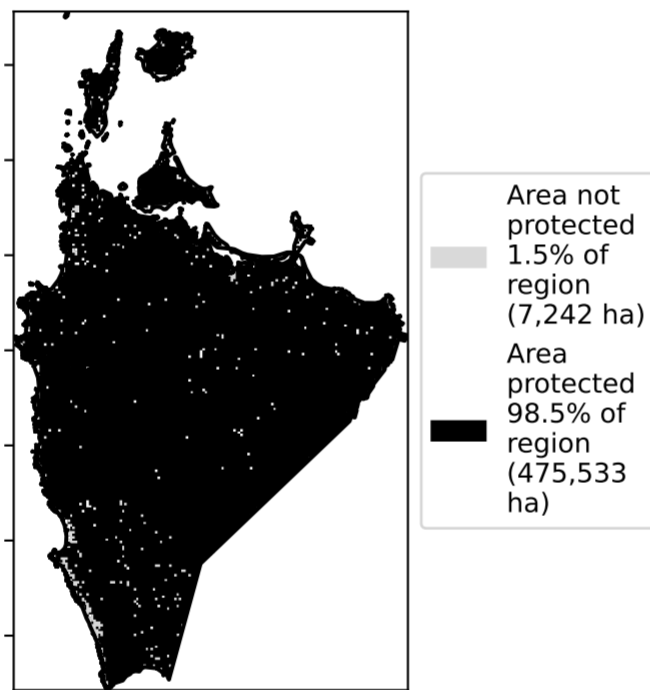 Area not
protected
1.5% of
region
(7,242 ha)
Area
protected
98.5% of
region
(475,533
ha)